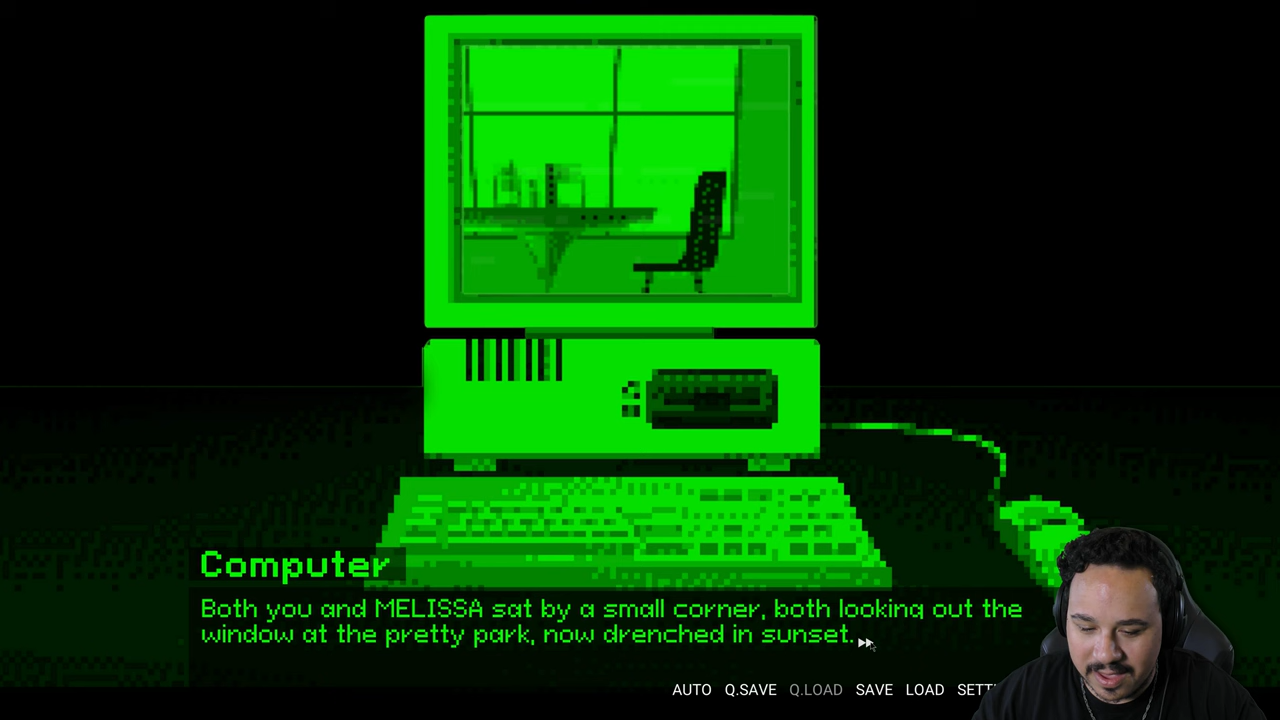 Computer
Both you and MELISSA sat by a small corner, both looking out the
window at the pretty park, now drenched in sunset.
AUTO Q.SAVE Q.LOAD SAVE LOAD SETTI